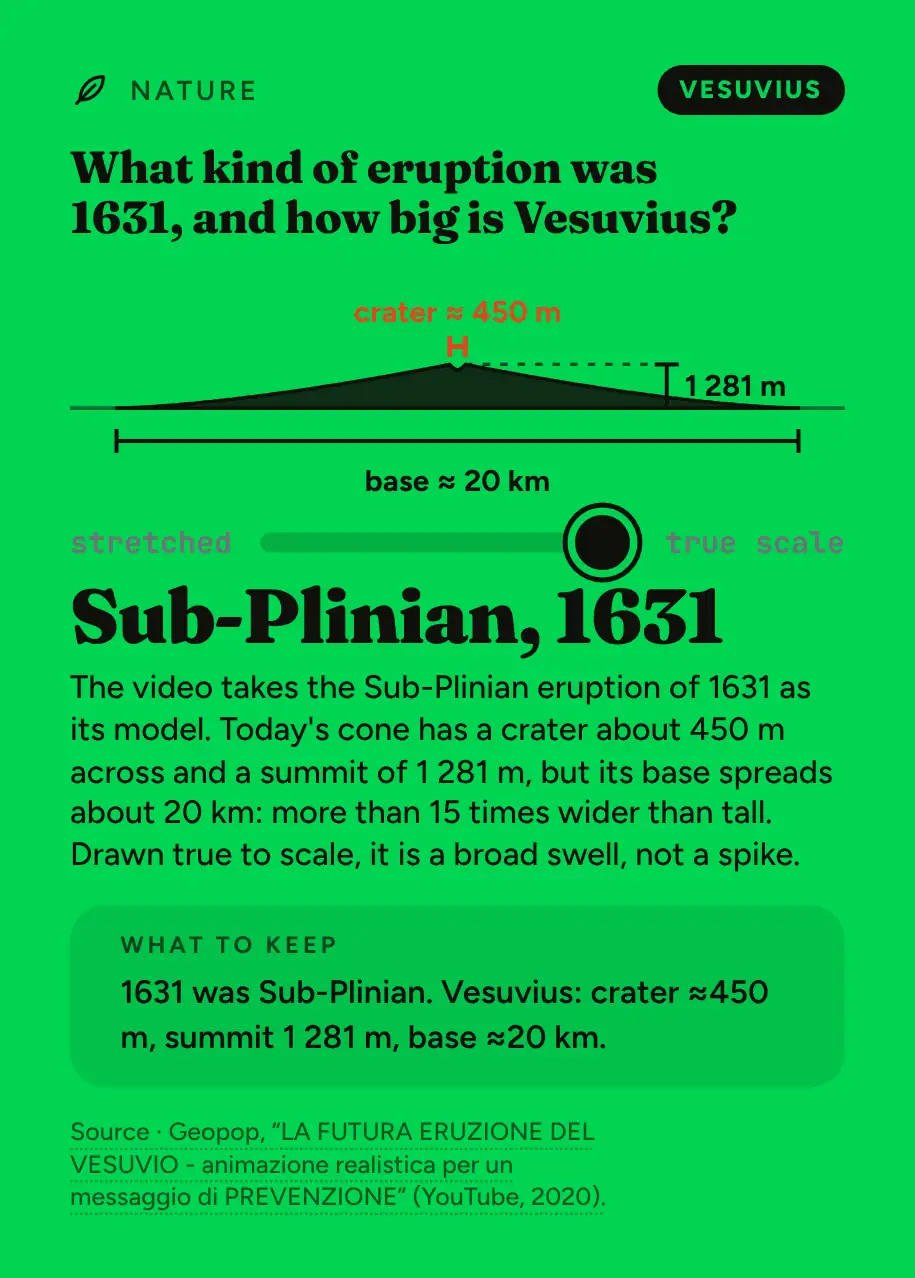 NATURE
VESUVIUS
What kind of eruption was
1631, and how big is Vesuvius?
crater ≈ 450 m
1 281 m
base ≈ 20 km
stretched
true scale
Sub-Plinian, 1631
The video takes the Sub-Plinian eruption of 1631 as
its model. Today's cone has a crater about 450 m
across and a summit of 1 281 m, but its base spreads
about 20 km: more than 15 times wider than tall.
Drawn true to scale, it is a broad swell, not a spike.
WHAT TO KEEP
1631 was Sub-Plinian. Vesuvius: crater ≈450
m, summit 1 281 m, base ≈20 km.
Source · Geopop, “LA FUTURA ERUZIONE DEL
VESUVIO - animazione realistica per un
messaggio di PREVENZIONE” (YouTube, 2020).